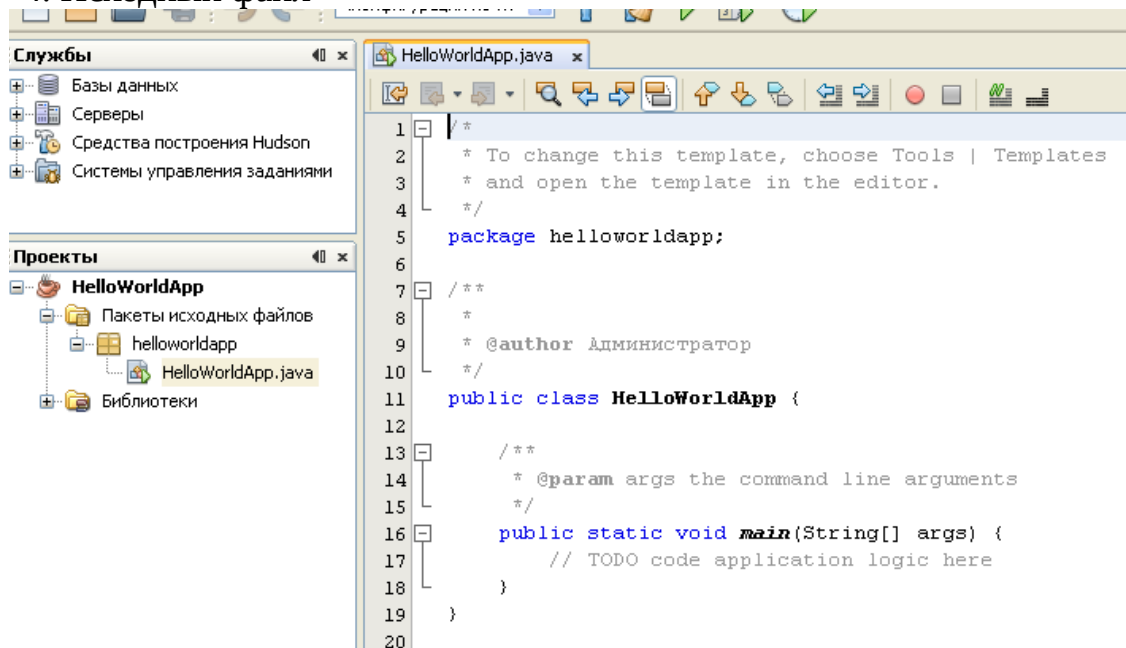 Службы
Базы данных
Серверы
Средства построения Hudson
Системы управления заданиями
Проекты
HelloWorldApp
Пакеты исходных файлов
helloworldapp
HelloWorldApp.java
Библиотеки
HelloWorldApp.java
1 /*
2 * To change this template, choose Tools | Templates
3 * and open the template in the editor.
4 */
5 package helloworldapp;
6
7 /**
8 *
9 * @author Администратор
10 */
11 public class HelloWorldApp {
12
13 /**
14 * @param args the command line arguments
15 */
16 public static void main(String[] args) {
17 // TODO code application logic here
18 }
19 }
20